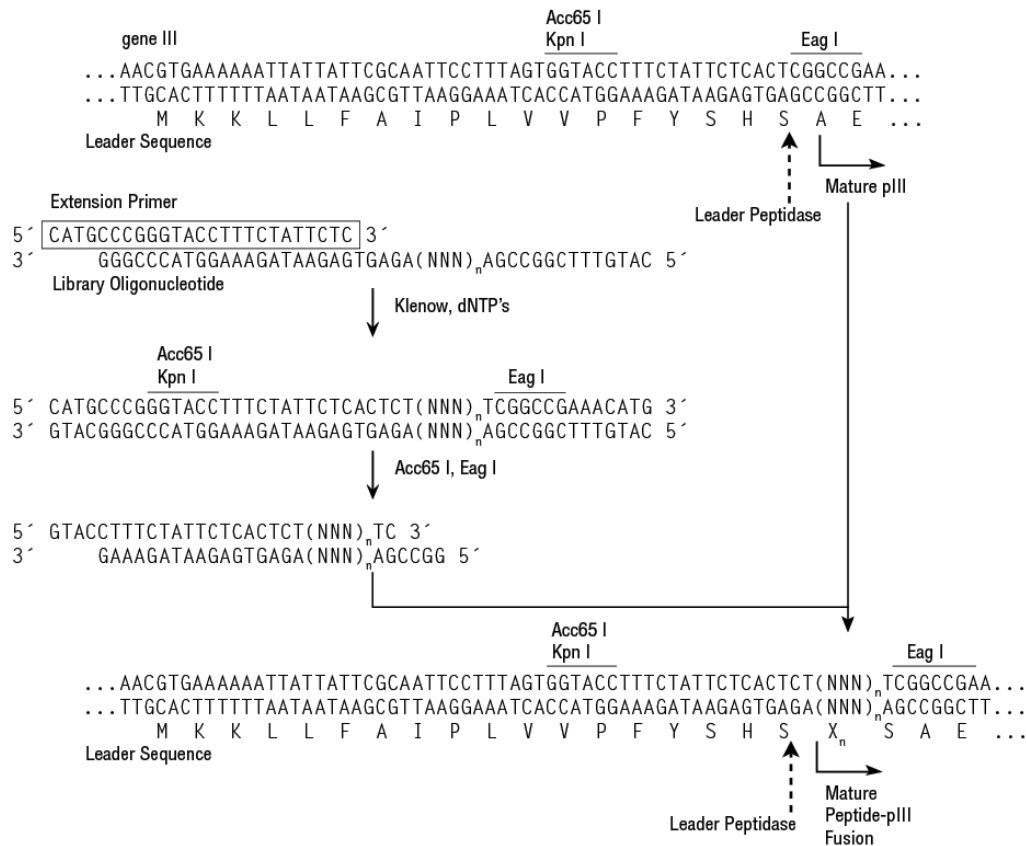 Acc65 I
gene III Kpn I Eag I
...AACGTGAAAAAATTATTATTCGCAATTCCTTTAGTGGTACCTTTCTATTCTCACTCGGCCGAA...
...TTGCACTTTTTTAATAATAAGCGTTAAGGAAATCACCATGGAAAGATAAGAGTGAGCCGGCTT...
M K K L L F A I P L V V P F Y S H S A E ...
Leader Sequence
Mature pIII
Leader Peptidase
Extension Primer
5´ CATGCCCGGGTACCTTTCTATTCTC 3´
3´ GGGCCCATGGAAAGATAAGAGTGAGA(NNN)nAGCCGGCTTTGTAC 5´
Library Oligonucleotide
Klenow, dNTP's
Acc65 I
Kpn I Eag I
5´ CATGCCCGGGTACCTTTCTATTCTCACTCT(NNN)nTCGGCCGAAACATG 3´
3´ GTACGGGCCCATGGAAAGATAAGAGTGAGA(NNN)nAGCCGGCTTTGTAC 5´
Acc65 I, Eag I
5´ GTACCTTTCTATTCTCACTCT(NNN)nTC 3´
3´ GAAAGATAAGAGTGAGA(NNN)nAGCCGG 5´
Acc65 I
Kpn I Eag I
...AACGTGAAAAAATTATTATTCGCAATTCCTTTAGTGGTACCTTTCTATTCTCACTCT(NNN)nTCGGCCGAA...
...TTGCACTTTTTTAATAATAAGCGTTAAGGAAATCACCATGGAAAGATAAGAGTGAGA(NNN)nAGCCGGCTT...
M K K L L F A I P L V V P F Y S H S Xn S A E ...
Leader Sequence
Mature
Peptide-pIII
Fusion
Leader Peptidase